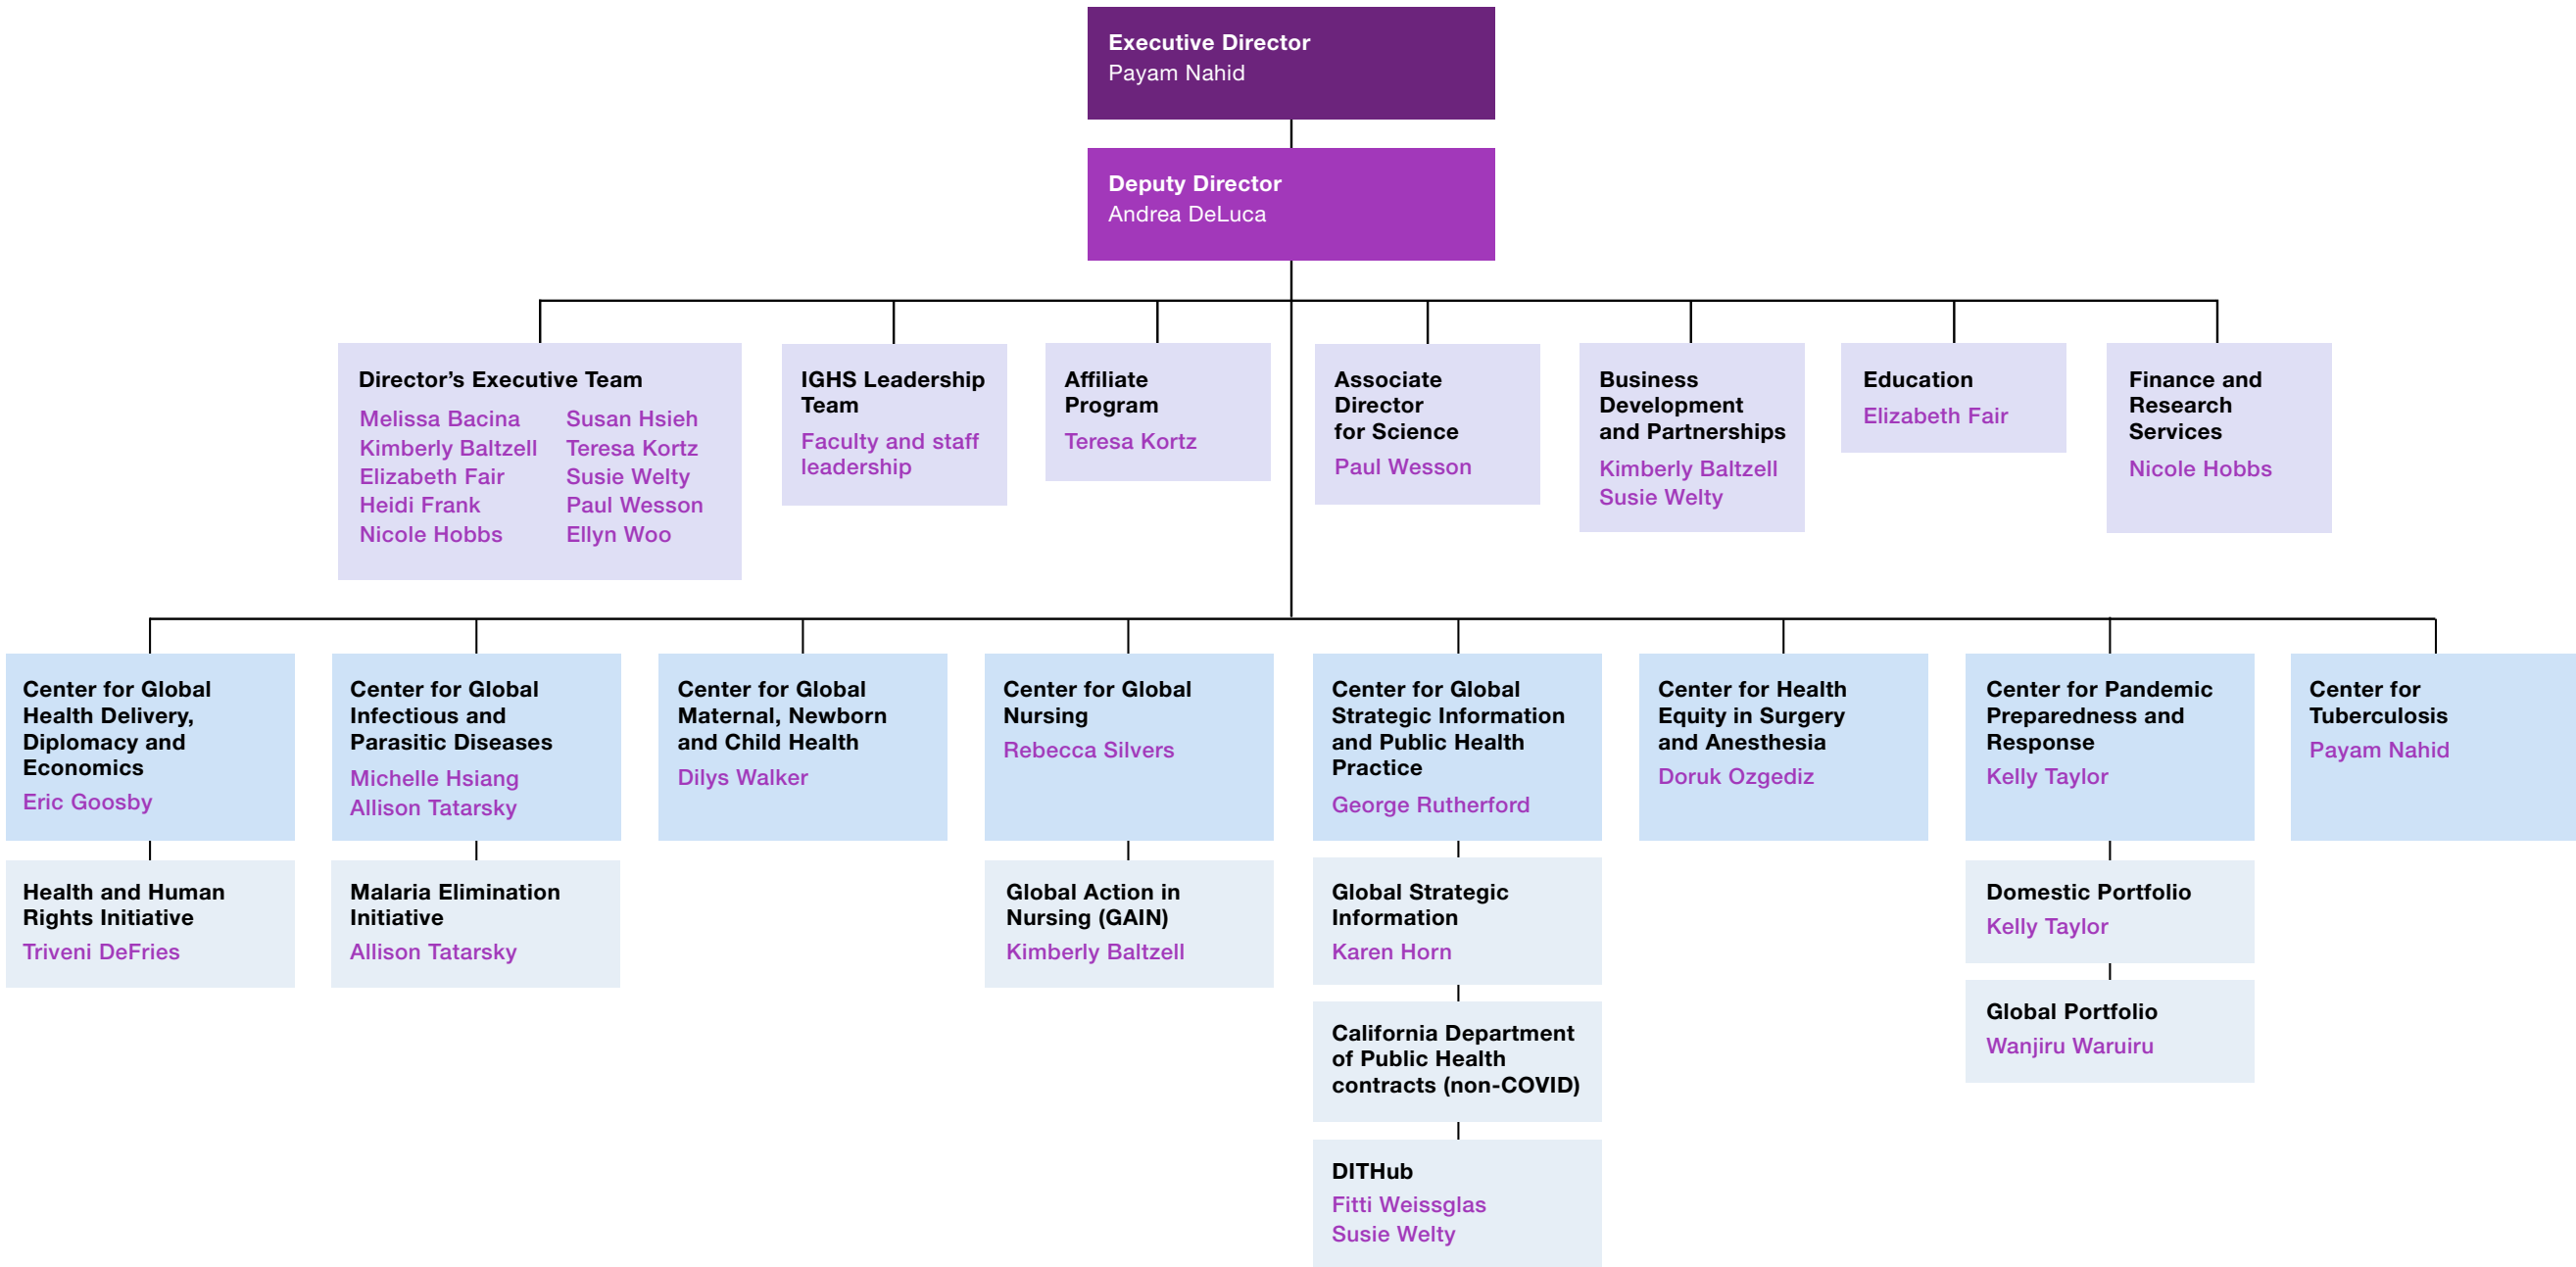 Executive Director
Payam Nahid
Deputy Director
Andrea DeLuca
Director’s Executive Team
Melissa Bacina
Kimberly Baltzell
Elizabeth Fair
Heidi Frank
Nicole Hobbs
Susan Hsieh
Teresa Kortz
Susie Welty
Paul Wesson
Ellyn Woo
IGHS Leadership
Team
Faculty and staff
leadership
Affiliate
Program
Teresa Kortz
Associate
Director
for Science
Paul Wesson
Business
Development
and Partnerships
Kimberly Baltzell
Susie Welty
Education
Elizabeth Fair
Finance and
Research
Services
Nicole Hobbs
Center for Global
Health Delivery,
Diplomacy and
Economics
Eric Goosby
Center for Global
Infectious and
Parasitic Diseases
Michelle Hsiang
Allison Tatarsky
Center for Global
Maternal, Newborn
and Child Health
Dilys Walker
Center for Global
Nursing
Rebecca Silvers
Center for Global
Strategic Information
and Public Health
Practice
George Rutherford
Center for Health
Equity in Surgery
and Anesthesia
Doruk Ozgediz
Center for Pandemic
Preparedness and
Response
Kelly Taylor
Center for
Tuberculosis
Payam Nahid
Health and Human
Rights Initiative
Triveni DeFries
Malaria Elimination
Initiative
Allison Tatarsky
Global Action in
Nursing (GAIN)
Kimberly Baltzell
Global Strategic
Information
Karen Horn
Domestic Portfolio
Kelly Taylor
California Department
of Public Health
contracts (non-COVID)
Global Portfolio
Wanjiru Waruiru
DITHub
Fitti Weissglas
Susie Welty